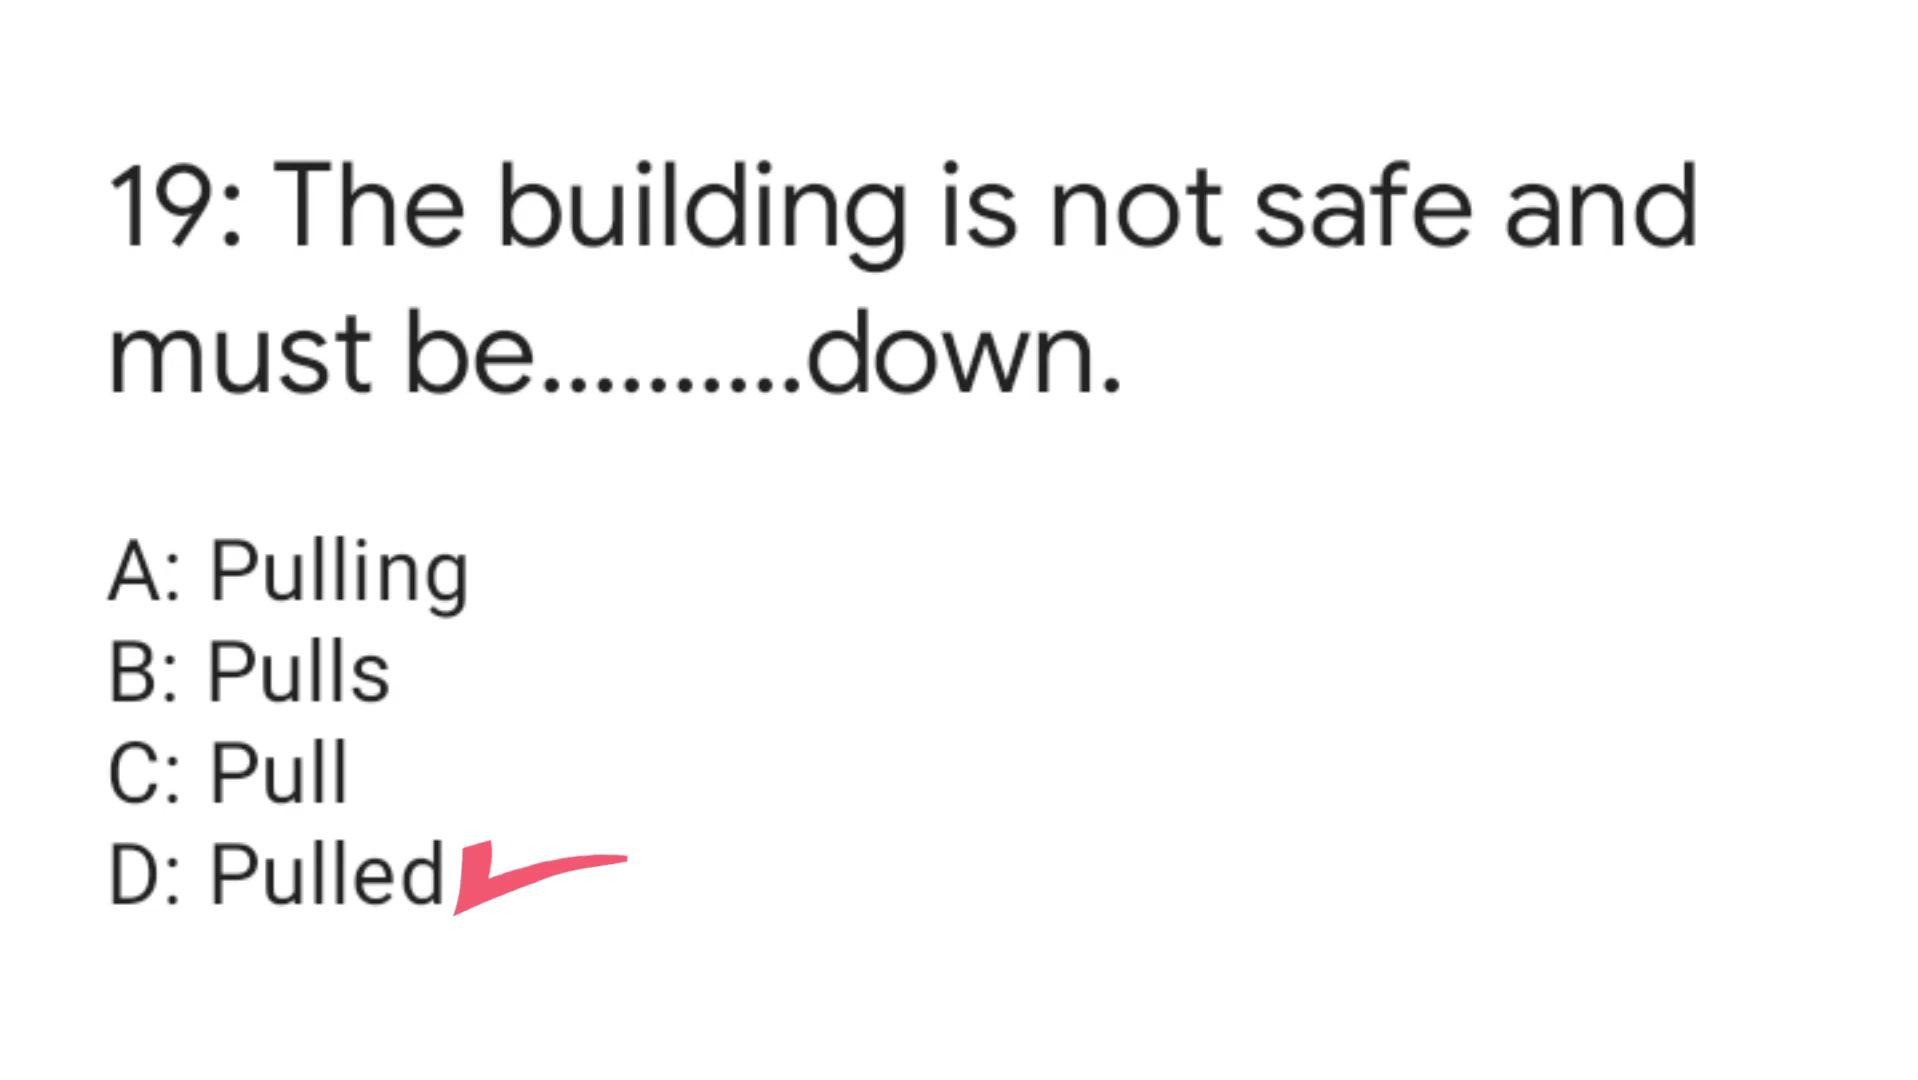 19: The building is not safe and
must be..........down.
A: Pulling
B: Pulls
C: Pull
D: Pulled